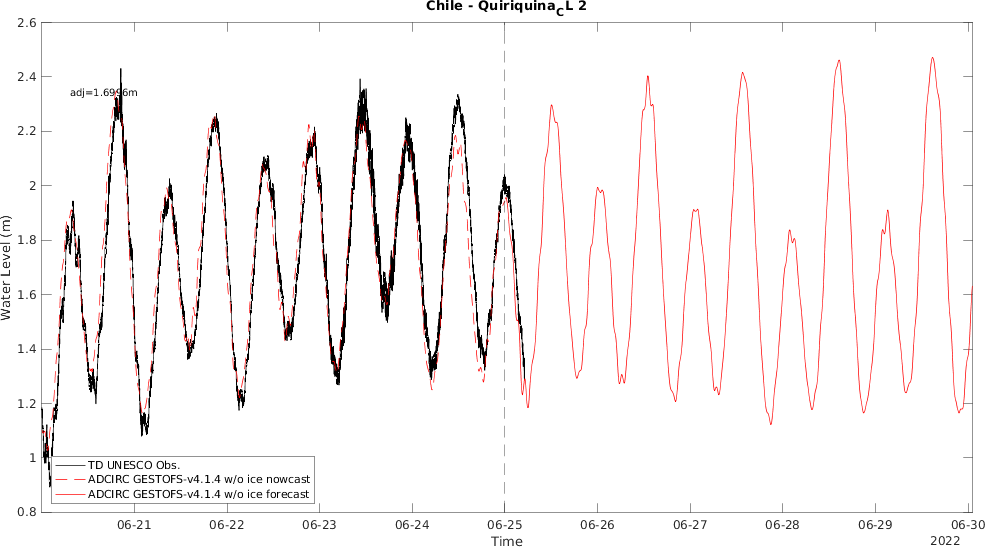 Chile - Quiriquina_CL 2
2.6
2.4
adj=1.6996m
2.2
2
1.8
Water Level (m)
1.6
1.4
1.2
1
0.8
TD UNESCO Obs.
ADCIRC GESTOFS-v4.1.4 w/o ice nowcast
ADCIRC GESTOFS-v4.1.4 w/o ice forecast
06-21 06-22 06-23 06-24 06-25 06-26 06-27 06-28 06-29 06-30
Time
2022